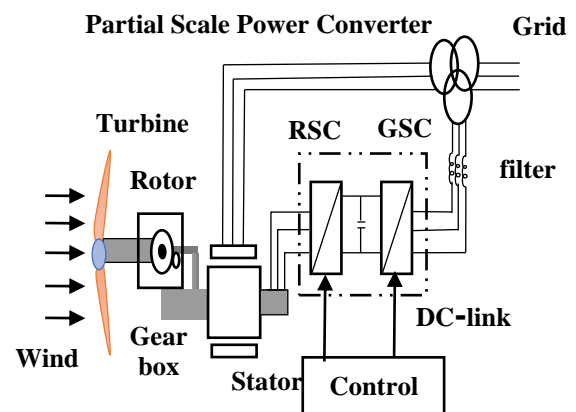 Partial Scale Power Converter
Grid
Turbine
RSC
GSC
Rotor
filter
DC-link
Gear
box
Wind
Stator
Control